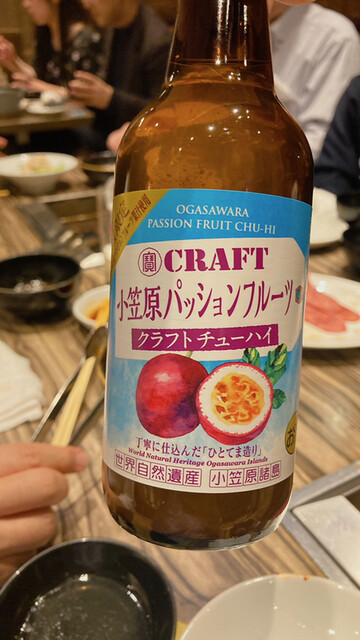 OGASAWARA
PASSION FRUIT CHU-HI
寳 CRAFT
小笠原パッションフルーツ
クラフトチューハイ
丁寧に仕込んだ「ひとてま造り」
World Natural Heritage Ogasawara Islands
世界自然遺産 小笠原諸島
お